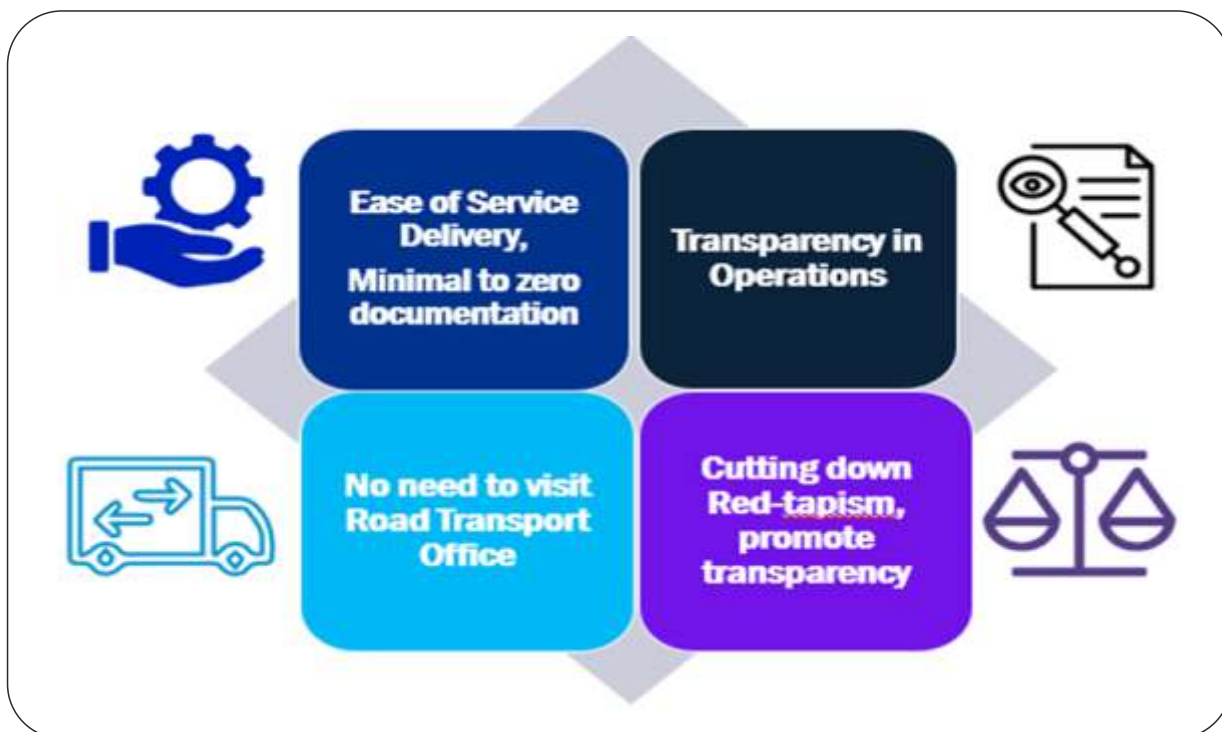 Ease of Service
Delivery,
Minimal to zero
documentation
Transparency in
Operations
No need to visit
Road Transport
Office
Cutting down
Red-tapism,
promote
transparency